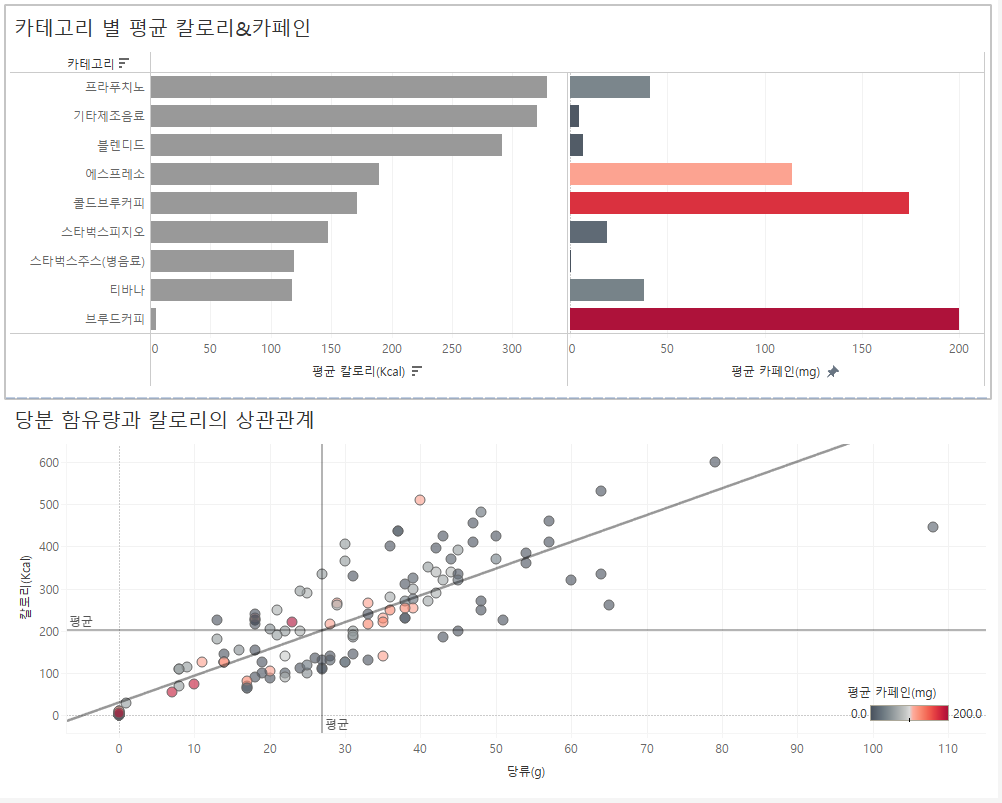 카테고리 별 평균 칼로리&카페인
카테고리
프라푸치노
기타제조음료
블렌디드
에스프레소
콜드브루커피
스타벅스피지오
스타벅스주스(병음료)
티바나
브루드커피
0 50 100 150 200 250 300 0 50 100 150 200
평균 칼로리(Kcal) 평균 카페인(mg)
당분 함유량과 칼로리의 상관관계
600
500
400
300
200
100
0
칼로리(Kcal)
평균
평균
평균 카페인(mg)
0.0 200.0
0 10 20 30 40 50 60 70 80 90 100 110
당류(g)